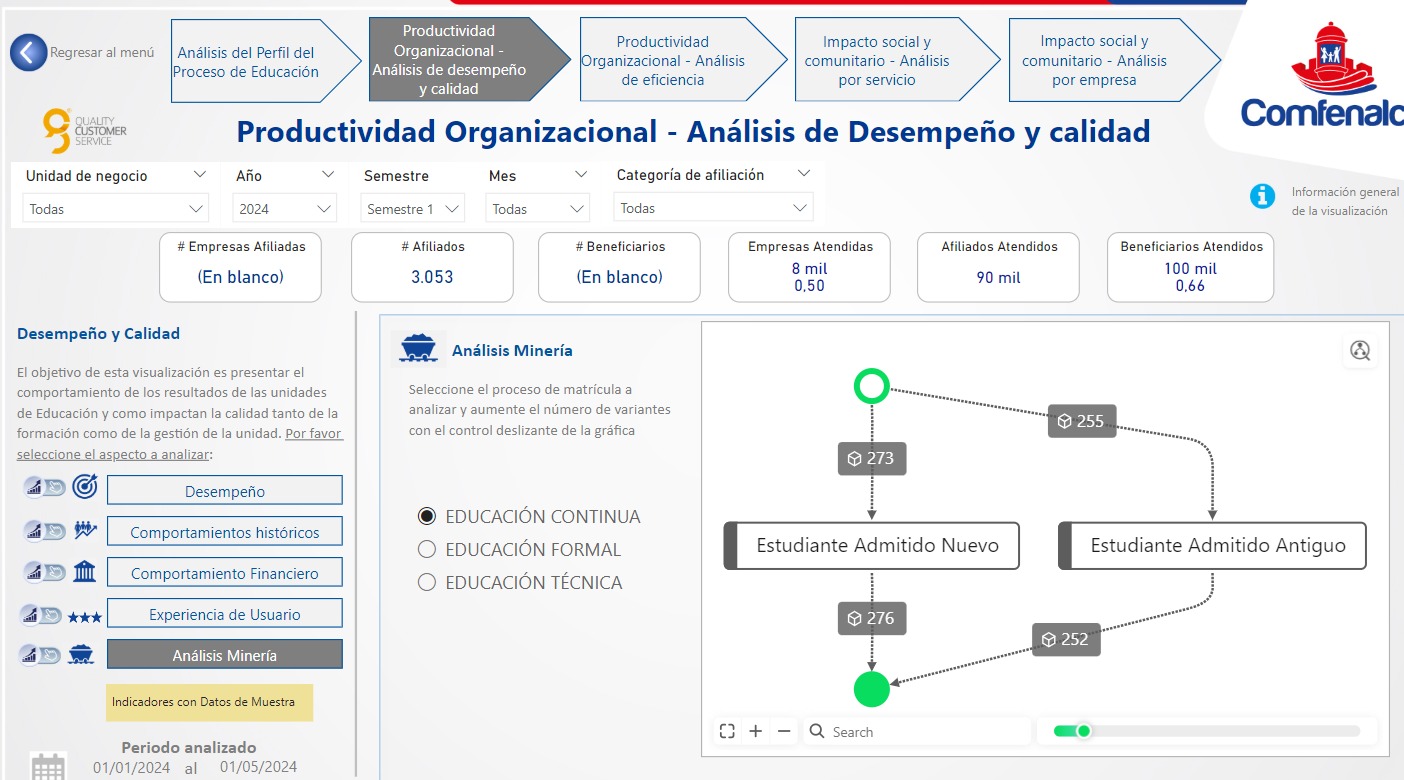 Regresar al menú
Análisis del Perfil del
Proceso de Educación
Productividad
Organizacional -
Análisis de desempeño
y calidad
Productividad
Organizacional - Análisis
de eficiencia
Impacto social y
comunitario - Análisis
por servicio
Impacto social y
comunitario - Análisis
por empresa
Comfenalc
QUALITY
CUSTOMER
SERVICE
Productividad Organizacional - Análisis de Desempeño y calidad
Unidad de negocio
Todas
Año
2024
Semestre
Semestre 1
Mes
Todas
Categoría de afiliación
Todas
Información general
de la visualización
# Empresas Afiliadas
(En blanco)
# Afiliados
3.053
# Beneficiarios
(En blanco)
Empresas Atendidas
8 mil
0,50
Afiliados Atendidos
90 mil
Beneficiarios Atendidos
100 mil
0,66
Desempeño y Calidad
El objetivo de esta visualización es presentar el
comportamiento de los resultados de las unidades
de Educación y como impactan la calidad tanto de la
formación como de la gestión de la unidad. Por favor
seleccione el aspecto a analizar:
Desempeño
Comportamientos históricos
Comportamiento Financiero
Experiencia de Usuario
Análisis Minería
Indicadores con Datos de Muestra
Periodo analizado
01/01/2024 al 01/05/2024
Análisis Minería
Seleccione el proceso de matrícula a
analizar y aumente el número de variantes
con el control deslizante de la gráfica
EDUCACIÓN CONTINUA
EDUCACIÓN FORMAL
EDUCACIÓN TÉCNICA
255
273
Estudiante Admitido Nuevo
Estudiante Admitido Antiguo
276
252
Search